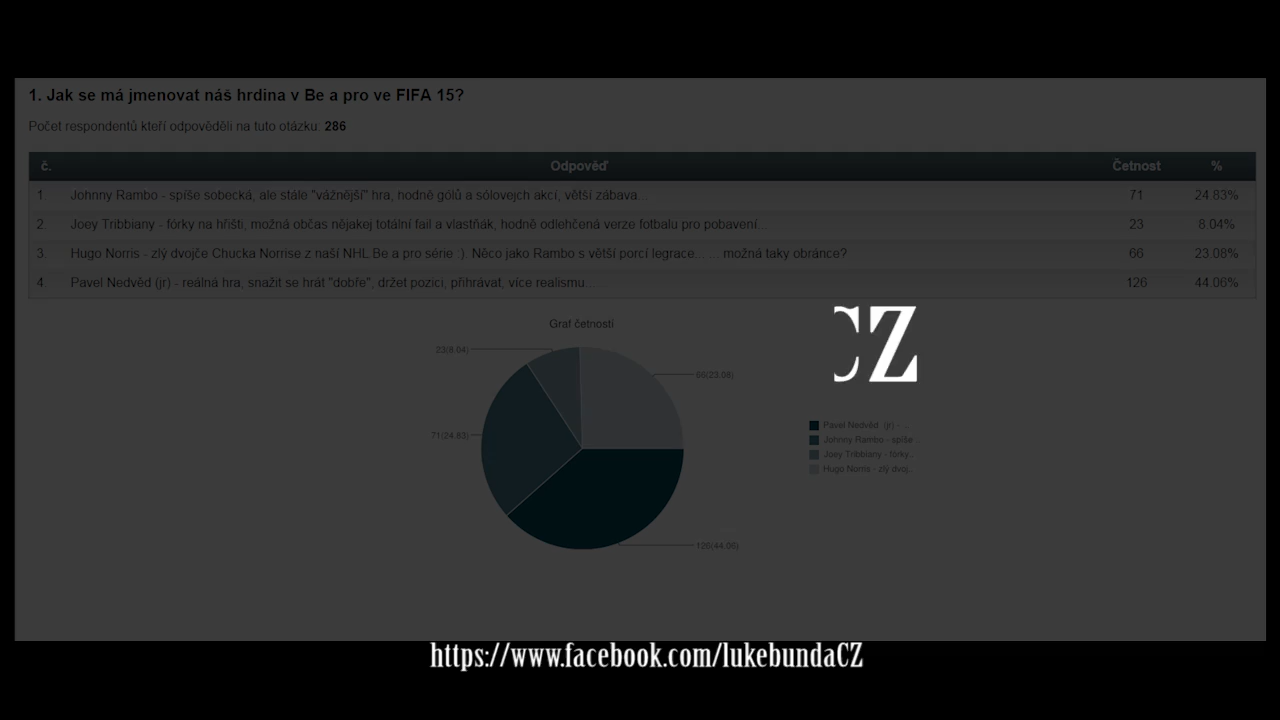 1. Jak se má jmenovat náš hrdina v Be a pro ve FIFA 15?
Počet respondentů kteří odpověděli na tuto otázku: 286
č. Odpověď Četnost %
1. Johnny Rambo - spíše sobecká, ale stále "vážnější" hra, hodně gólů a sólovejch akcí, větší zábava... 71 24.83%
2. Joey Tribbiany - fórky na hřišti, možná občas nějakej totální fail a vlastňák, hodně odlehčená verze fotbalu pro pobavení... 23 8.04%
3. Hugo Norris - zlý dvojče Chucka Norrise z naší NHL Be a pro série :) Něco jako Rambo s větší porcí legrace... ... možná taky obránce? 66 23.08%
4. Pavel Nedvěd (jr) - reálná hra, snažit se hrát "dobře", držet pozici, přihrávat, více realismu.... 126 44.06%
Graf četností
23(8.04)
66(23.08)
71(24.83)
126(44.06)
CZ
Pavel Nedvěd (jr) - ...
Johnny Rambo - spíše ...
Joey Tribbiany - fórky...
Hugo Norris - zlý dvoj...
https://www.facebook.com/lukebundaCZ